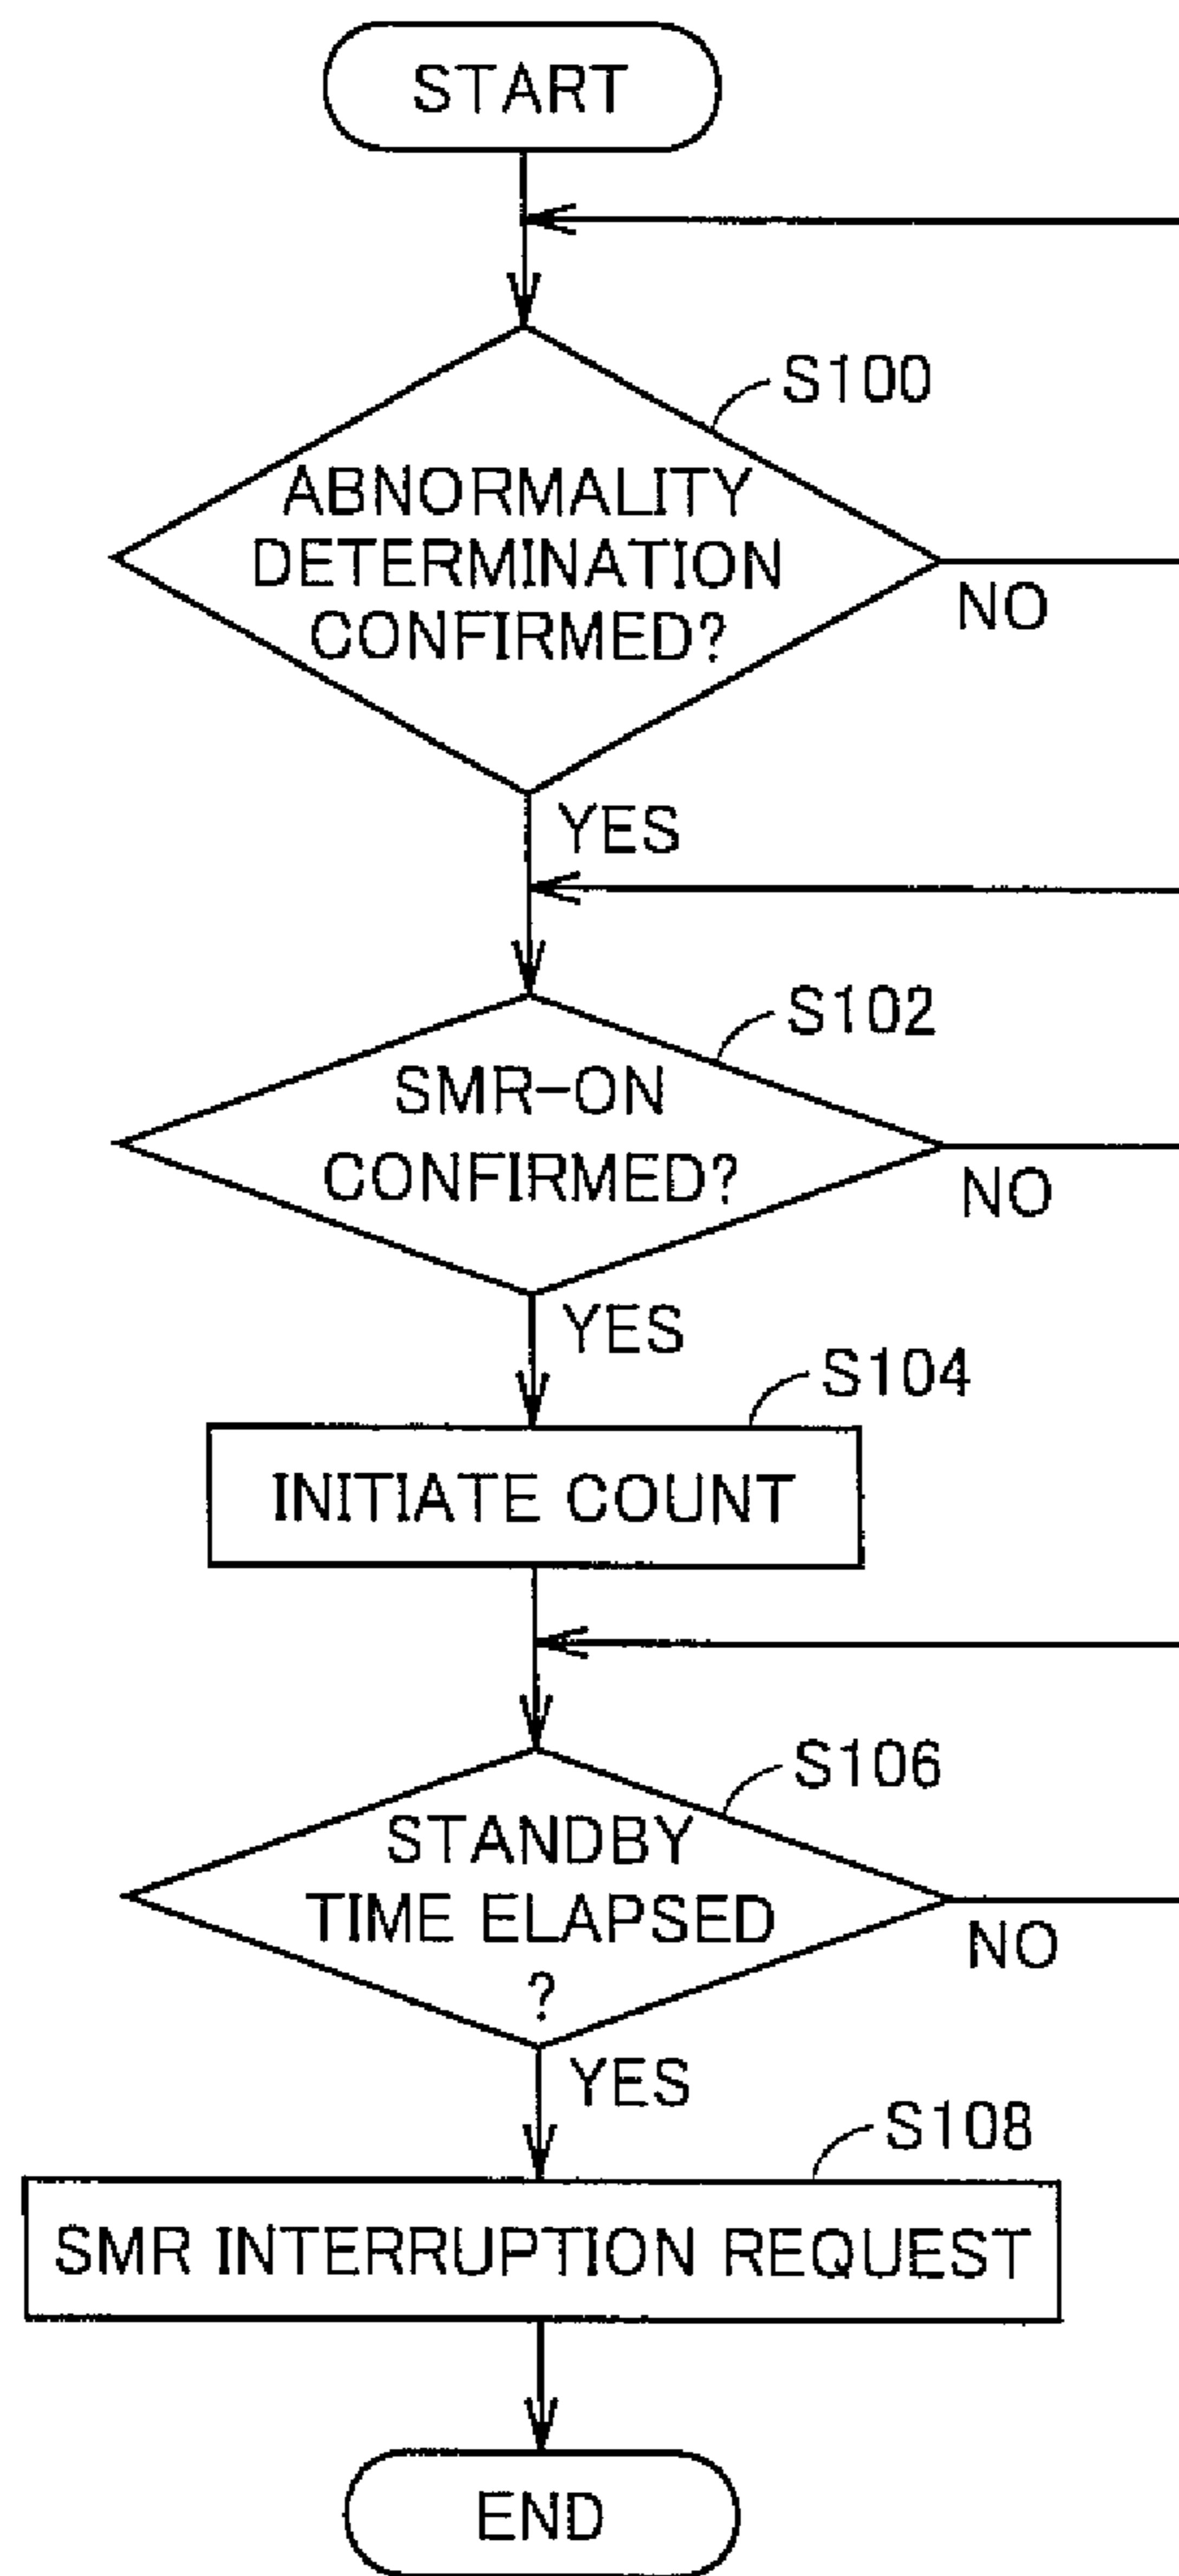 START
S100
ABNORMALITY
DETERMINATION
CONFIRMED?
NO
YES
S102
SMR-ON
CONFIRMED?
NO
YES
S104
INITIATE COUNT
S106
STANDBY
TIME ELAPSED
?
NO
YES
S108
SMR INTERRUPTION REQUEST
END